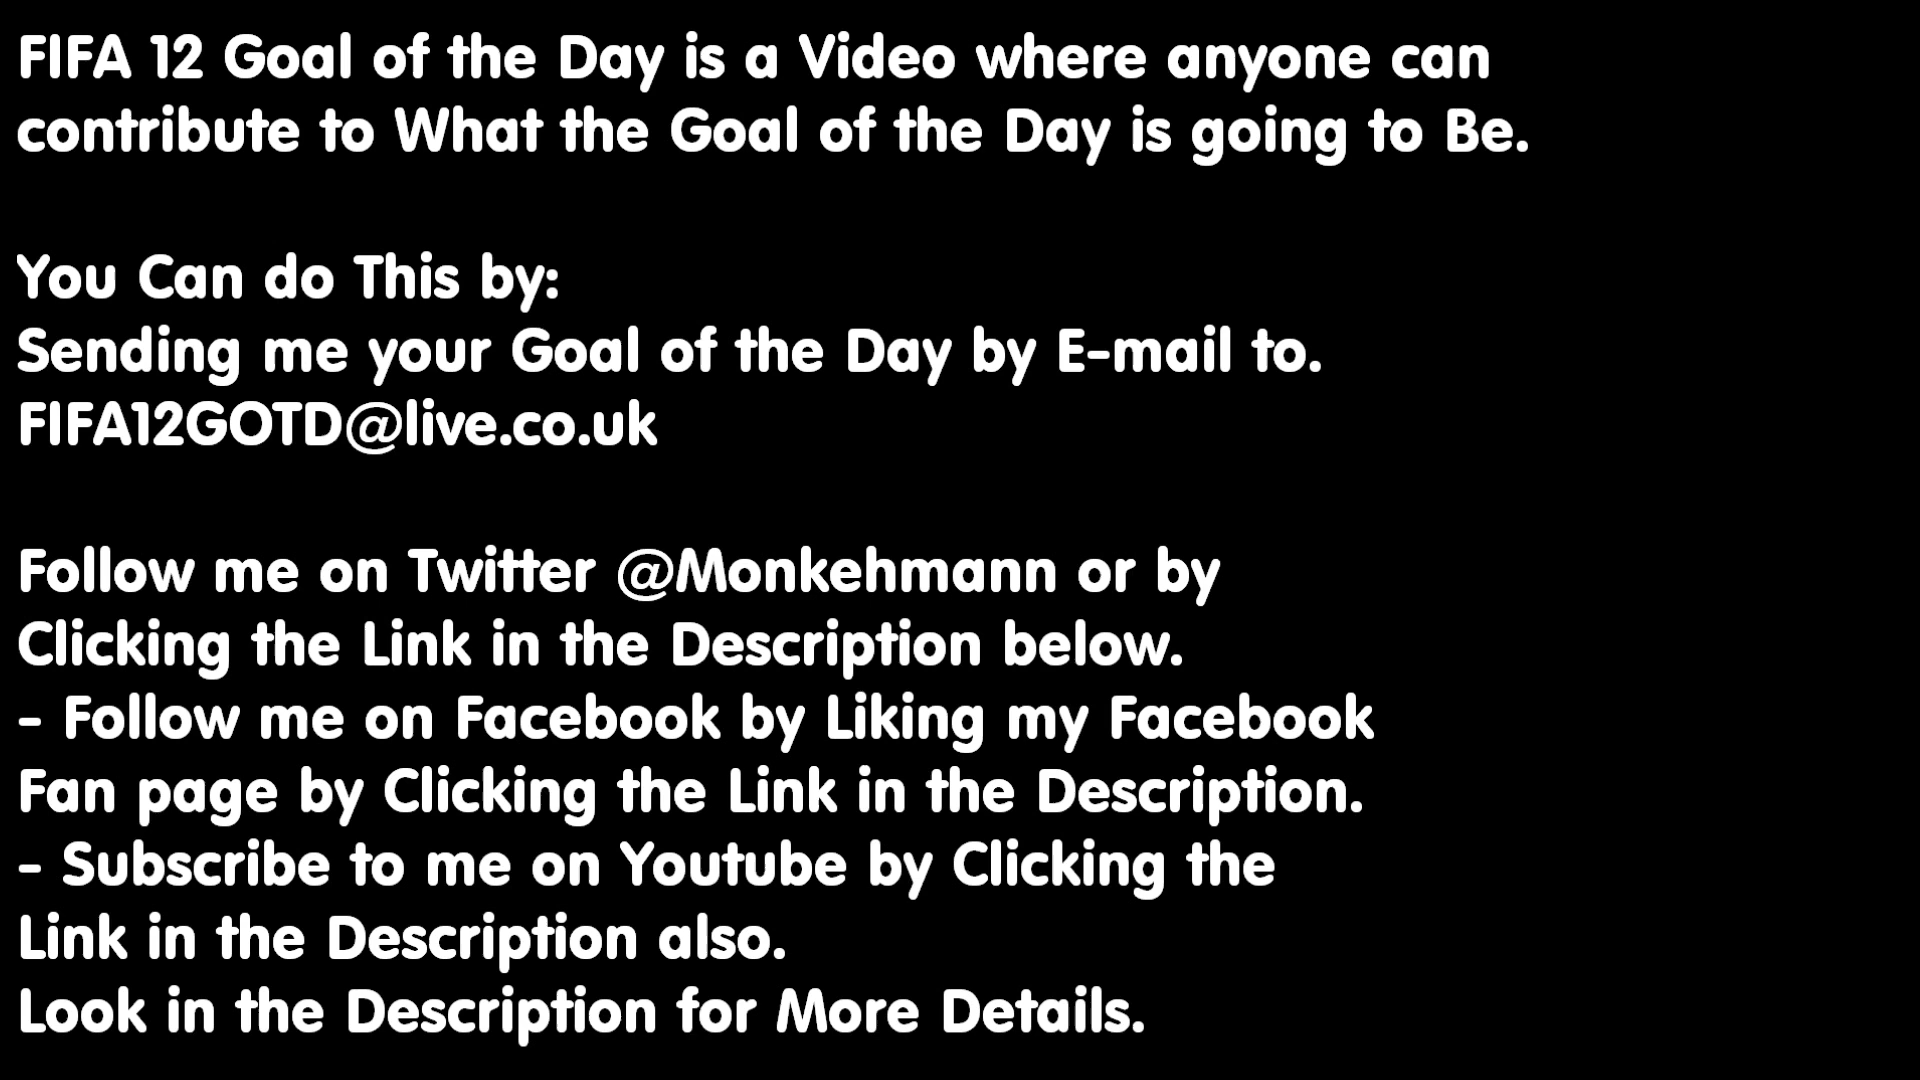 FIFA 12 Goal of the Day is a Video where anyone can
contribute to What the Goal of the Day is going to Be.
You Can do This by:
Sending me your Goal of the Day by E-mail to.
FIFA12GOTD@live.co.uk
Follow me on Twitter @Monkehmann or by
Clicking the Link in the Description below.
- Follow me on Facebook by Liking my Facebook
Fan page by Clicking the Link in the Description.
- Subscribe to me on Youtube by Clicking the
Link in the Description also.
Look in the Description for More Details.